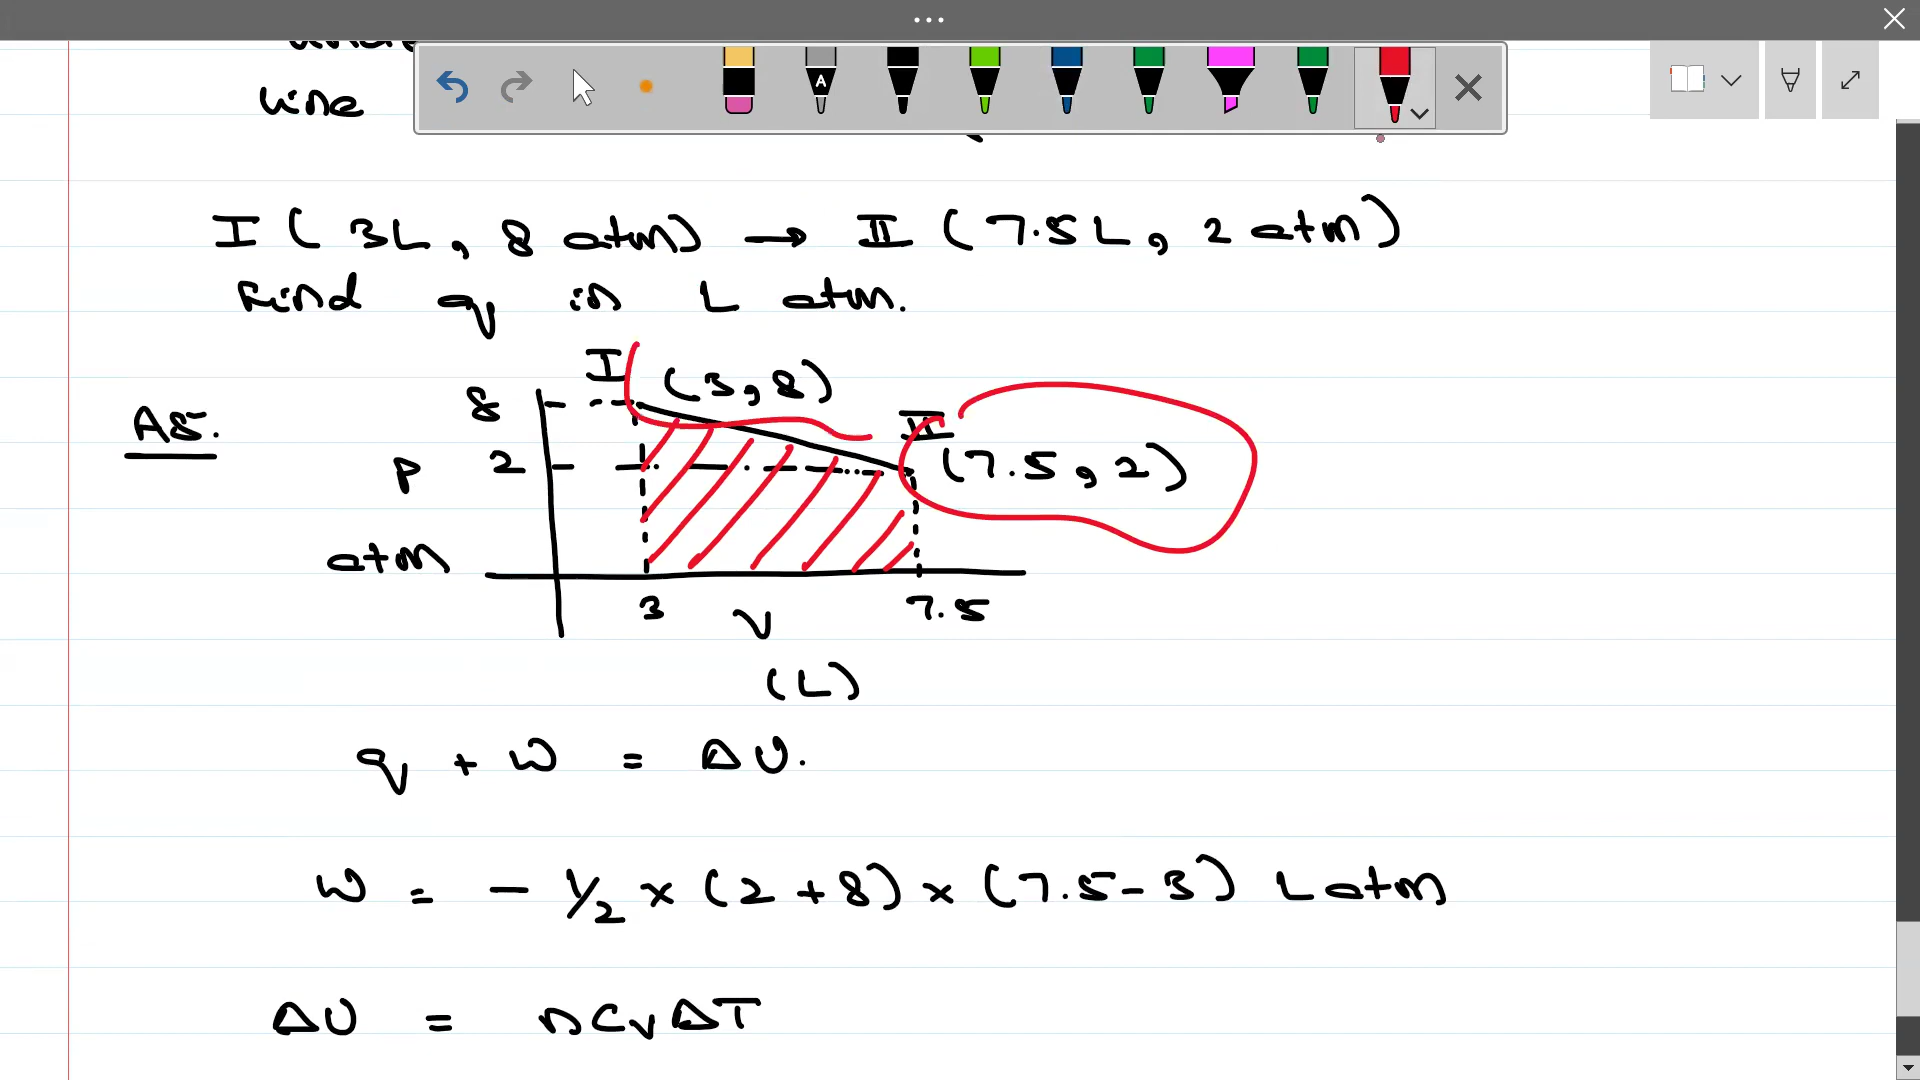 line
I ( 3L, 8 atm) → II ( 7.5 L, 2 atm)
Find q in L atm.
I (3,8)
8
A8.
II
P 2 (7.5, 2)
atm
3 V 7.5
(L)
q + w = ΔU.
w = - 1/2 × (2 + 8) × (7.5 - 3) L atm
ΔU = nCvΔT